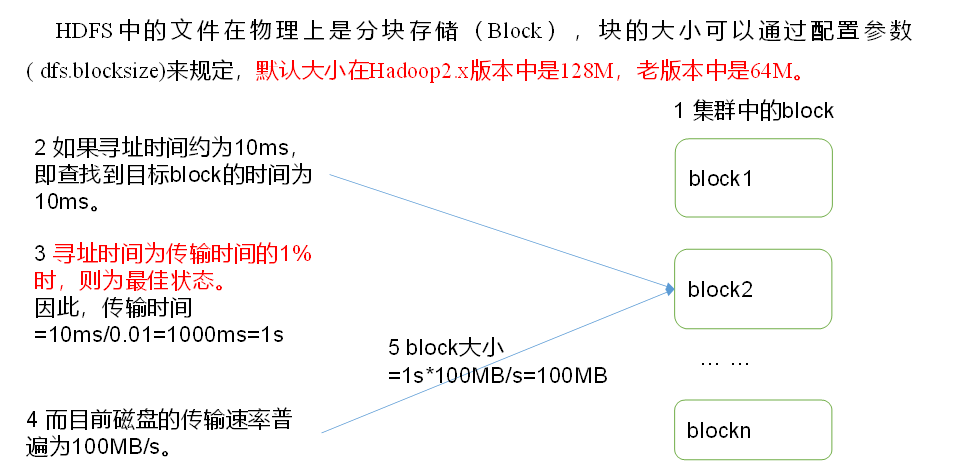 HDFS中的文件在物理上是分块存储（Block），块的大小可以通过配置参数
( dfs.blocksize)来规定，默认大小在Hadoop2.x版本中是128M，老版本中是64M。
1 集群中的block
2 如果寻址时间约为10ms，
即查找到目标block的时间为
10ms。
block1
3 寻址时间为传输时间的1%
时，则为最佳状态。
因此，传输时间
=10ms/0.01=1000ms=1s
block2
5 block大小
=1s*100MB/s=100MB
… …
4 而目前磁盘的传输速率普
遍为100MB/s。
blockn